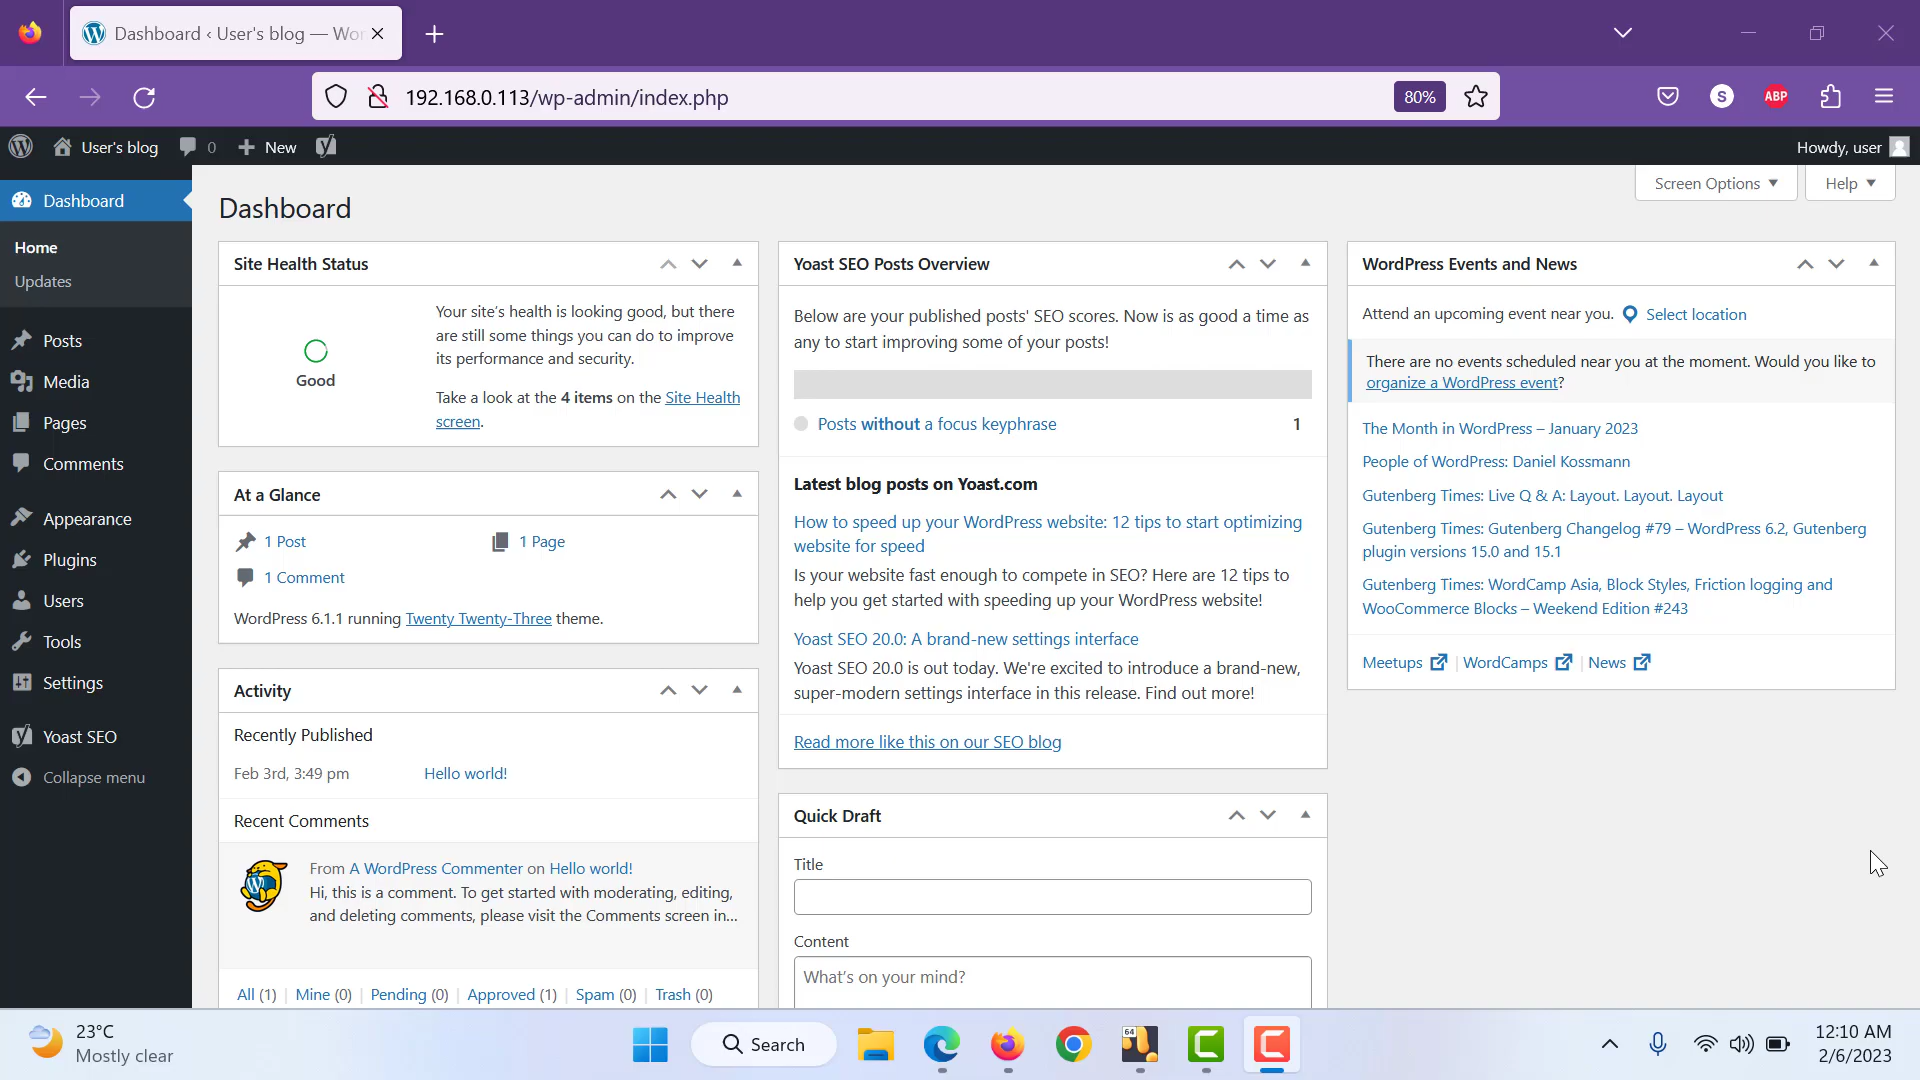 Dashboard ‹ User's blog — Wor
192.168.0.113/wp-admin/index.php
80%
S
ABP
User's blog
0
New
Howdy, user
Dashboard
Home
Updates
Posts
Media
Pages
Comments
Appearance
Plugins
Users
Tools
Settings
Yoast SEO
Collapse menu
Screen Options
Help
Dashboard
Site Health Status
Good
Your site's health is looking good, but there
are still some things you can do to improve
its performance and security.
Take a look at the 4 items on the Site Health
screen.
At a Glance
1 Post
1 Page
1 Comment
WordPress 6.1.1 running Twenty Twenty-Three theme.
Activity
Recently Published
Feb 3rd, 3:49 pm
Hello world!
Recent Comments
From A WordPress Commenter on Hello world!
Hi, this is a comment. To get started with moderating, editing,
and deleting comments, please visit the Comments screen in...
All (1) | Mine (0) | Pending (0) | Approved (1) | Spam (0) | Trash (0)
Yoast SEO Posts Overview
Below are your published posts' SEO scores. Now is as good a time as
any to start improving some of your posts!
Posts without a focus keyphrase
1
Latest blog posts on Yoast.com
How to speed up your WordPress website: 12 tips to start optimizing
website for speed
Is your website fast enough to compete in SEO? Here are 12 tips to
help you get started with speeding up your WordPress website!
Yoast SEO 20.0: A brand-new settings interface
Yoast SEO 20.0 is out today. We're excited to introduce a brand-new,
super-modern settings interface in this release. Find out more!
Read more like this on our SEO blog
Quick Draft
Title
Content
What's on your mind?
WordPress Events and News
Attend an upcoming event near you.
Select location
There are no events scheduled near you at the moment. Would you like to
organize a WordPress event?
The Month in WordPress – January 2023
People of WordPress: Daniel Kossmann
Gutenberg Times: Live Q & A: Layout. Layout. Layout
Gutenberg Times: Gutenberg Changelog #79 – WordPress 6.2, Gutenberg
plugin versions 15.0 and 15.1
Gutenberg Times: WordCamp Asia, Block Styles, Friction logging and
WooCommerce Blocks – Weekend Edition #243
Meetups | WordCamps | News
23°C
Mostly clear
Search
64
12:10 AM
2/6/2023